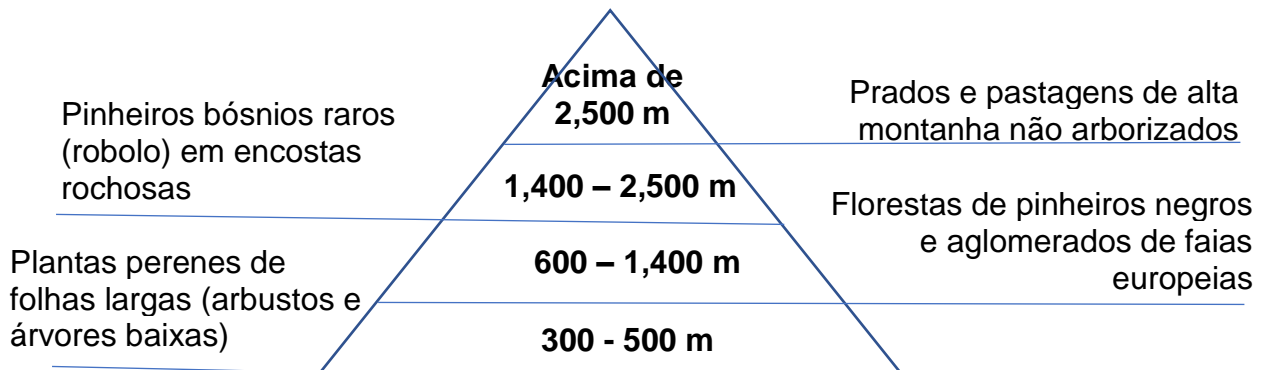 Acima de
2,500 m
Prados e pastagens de alta
montanha não arborizados
Pinheiros bósnios raros
(robolo) em encostas
rochosas
1,400 – 2,500 m
Florestas de pinheiros negros
e aglomerados de faias
europeias
600 – 1,400 m
Plantas perenes de
folhas largas (arbustos e
árvores baixas)
300 - 500 m